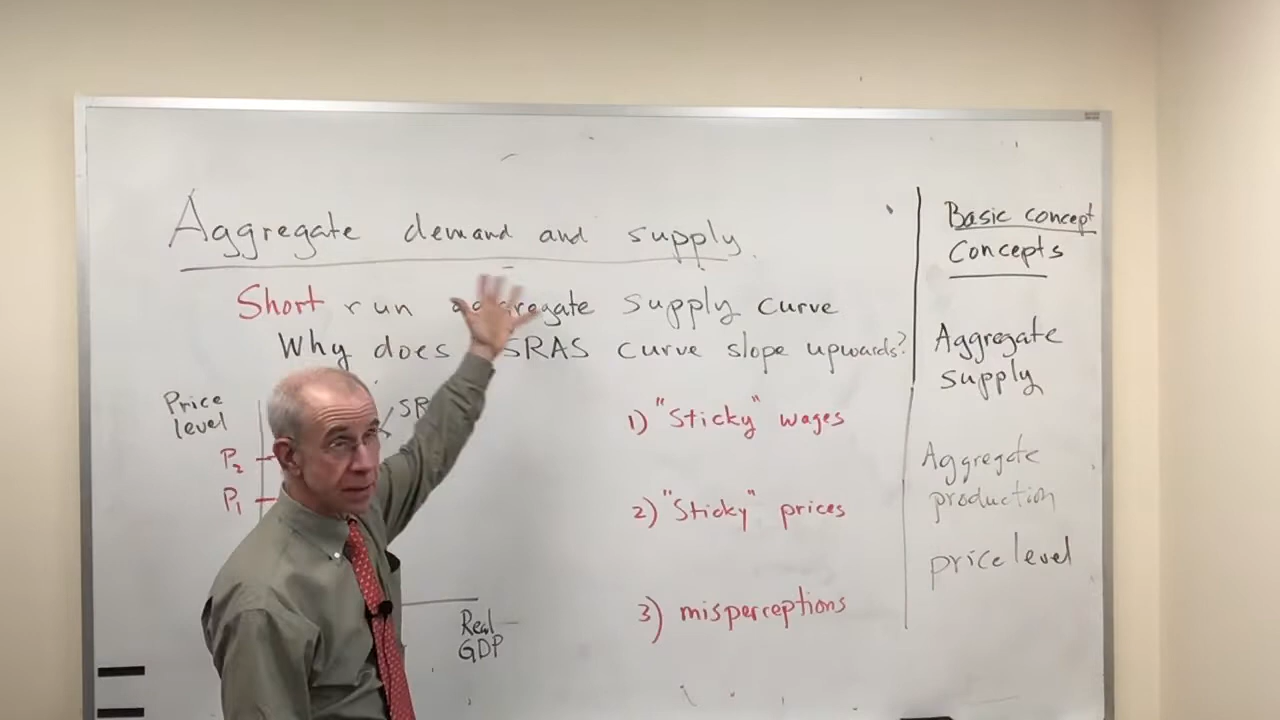 Aggregate demand and supply
Short run aggregate supply curve
Why does SRAS curve slope upwards?
Price
level
P2
P1
1) "Sticky" wages
2) "Sticky" prices
3) misperceptions
Real
GDP
Basic concept
Concepts
Aggregate
supply
Aggregate
production
price level